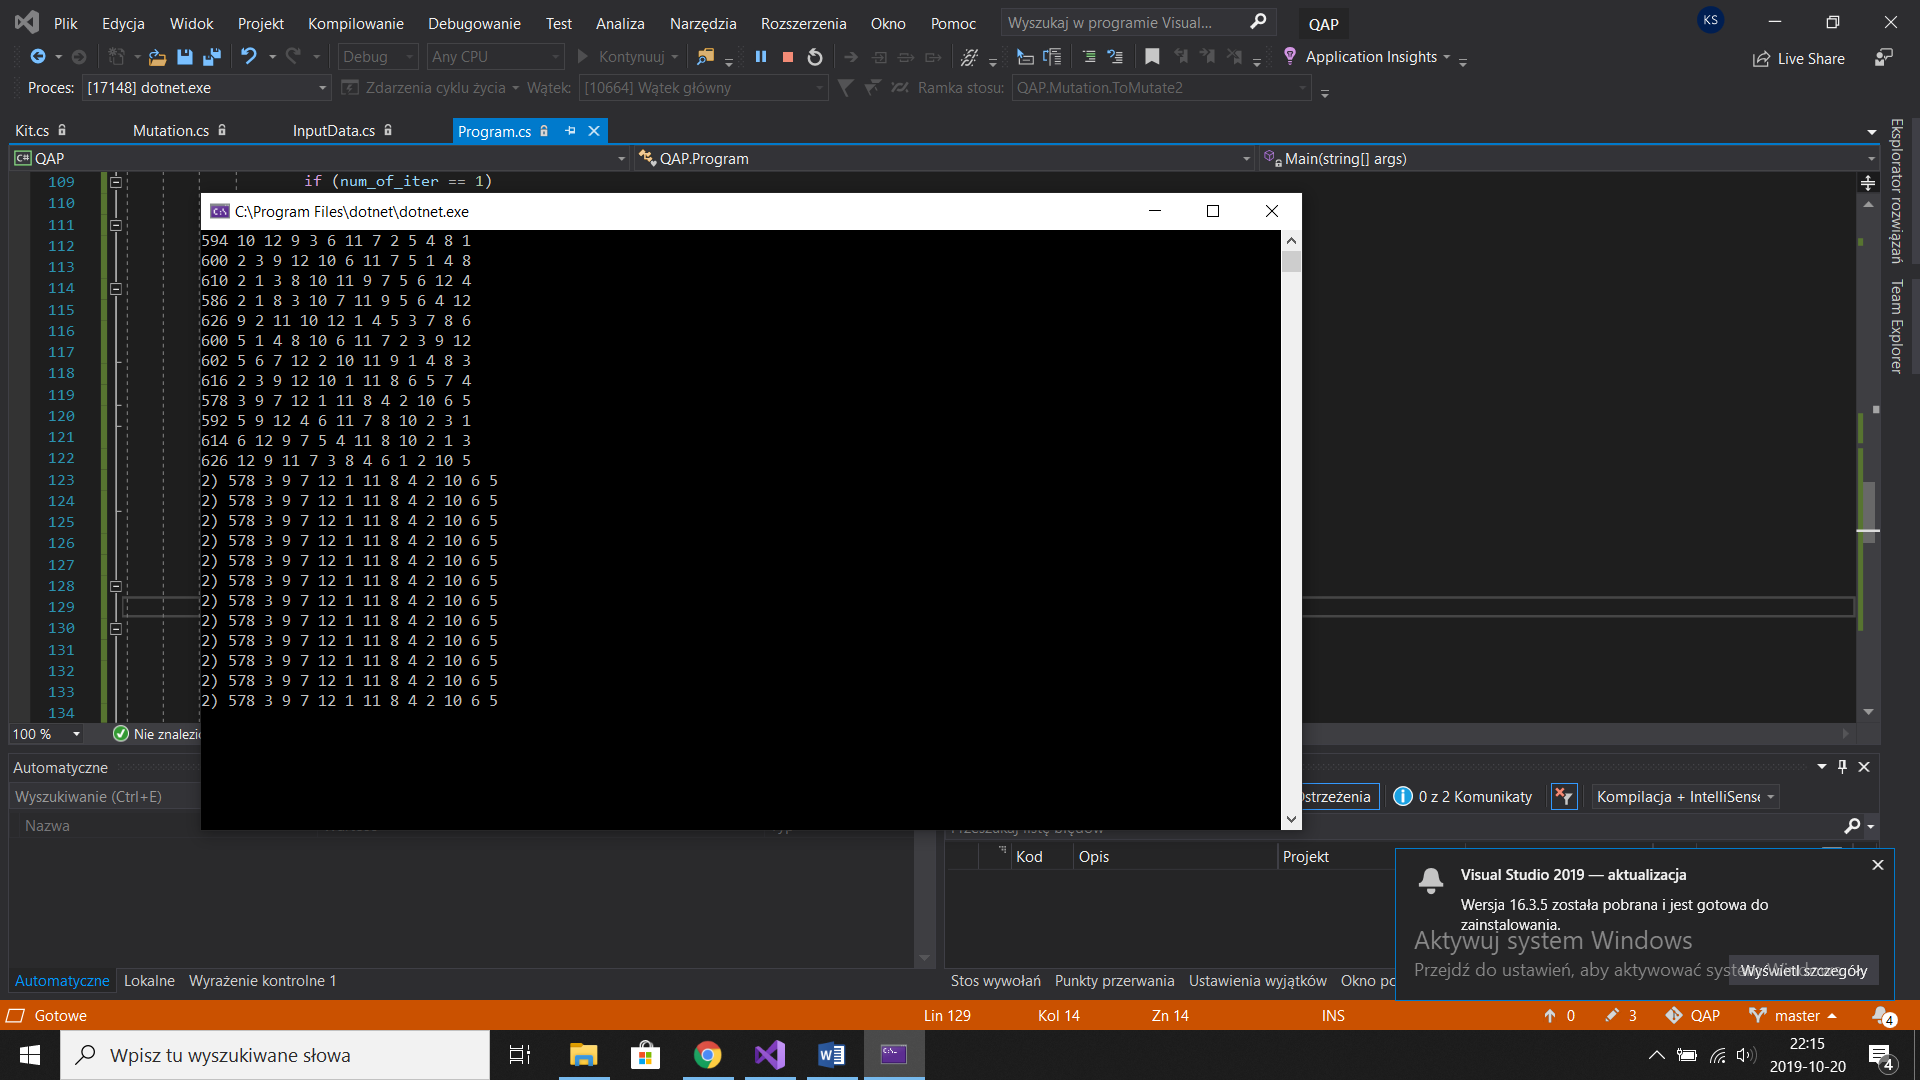 Plik Edycja Widok Projekt Kompilowanie Debugowanie Test Analiza Narzędzia Rozszerzenia Okno Pomoc Wyszukaj w programie Visual... QAP KS
Debug Any CPU Kontynuuj Application Insights Live Share
Proces: [17148] dotnet.exe Zdarzenia cyklu życia Wątek: [10664] Wątek główny Ramka stosu: QAP.Mutation.ToMutate2
Kit.cs Mutation.cs InputData.cs Program.cs
C# QAP QAP.Program Main(string[] args)
Eksplorator rozwiązań
Team Explorer
109 if (num_of_iter == 1)
110
111
112
113
114
115
116
117
118
119
120
121
122
123
124
125
126
127
128
129
130
131
132
133
134
C:\Program Files\dotnet\dotnet.exe
594 10 12 9 3 6 11 7 2 5 4 8 1
600 2 3 9 12 10 6 11 7 5 1 4 8
610 2 1 3 8 10 11 9 7 5 6 12 4
586 2 1 8 3 10 7 11 9 5 6 4 12
626 9 2 11 10 12 1 4 5 3 7 8 6
600 5 1 4 8 10 6 11 7 2 3 9 12
602 5 6 7 12 2 10 11 9 1 4 8 3
616 2 3 9 12 10 1 11 8 6 5 7 4
578 3 9 7 12 1 11 8 4 2 10 6 5
592 5 9 12 4 6 11 7 8 10 2 3 1
614 6 12 9 7 5 4 11 8 10 2 1 3
626 12 9 11 7 3 8 4 6 1 2 10 5
2) 578 3 9 7 12 1 11 8 4 2 10 6 5
2) 578 3 9 7 12 1 11 8 4 2 10 6 5
2) 578 3 9 7 12 1 11 8 4 2 10 6 5
2) 578 3 9 7 12 1 11 8 4 2 10 6 5
2) 578 3 9 7 12 1 11 8 4 2 10 6 5
2) 578 3 9 7 12 1 11 8 4 2 10 6 5
2) 578 3 9 7 12 1 11 8 4 2 10 6 5
2) 578 3 9 7 12 1 11 8 4 2 10 6 5
2) 578 3 9 7 12 1 11 8 4 2 10 6 5
2) 578 3 9 7 12 1 11 8 4 2 10 6 5
2) 578 3 9 7 12 1 11 8 4 2 10 6 5
2) 578 3 9 7 12 1 11 8 4 2 10 6 5
100 % Nie znalezio
Automatyczne
Wyszukiwanie (Ctrl+E)
Nazwa
strzeżenia 0 z 2 Komunikaty Kompilacja + IntelliSense
Przeszukaj listę błędów
Kod Opis Projekt
Visual Studio 2019 — aktualizacja
Wersja 16.3.5 została pobrana i jest gotowa do
zainstalowania.
Wyświetl szczegóły
Aktywuj system Windows
Przejdź do ustawień, aby aktywować system Windows.
Automatyczne Lokalne Wyrażenie kontrolne 1
Stos wywołań Punkty przerwania Ustawienia wyjątków Okno po
Gotowe Lin 129 Kol 14 Zn 14 INS 0 3 QAP master 4
Wpisz tu wyszukiwane słowa
22:15
2019-10-20
4